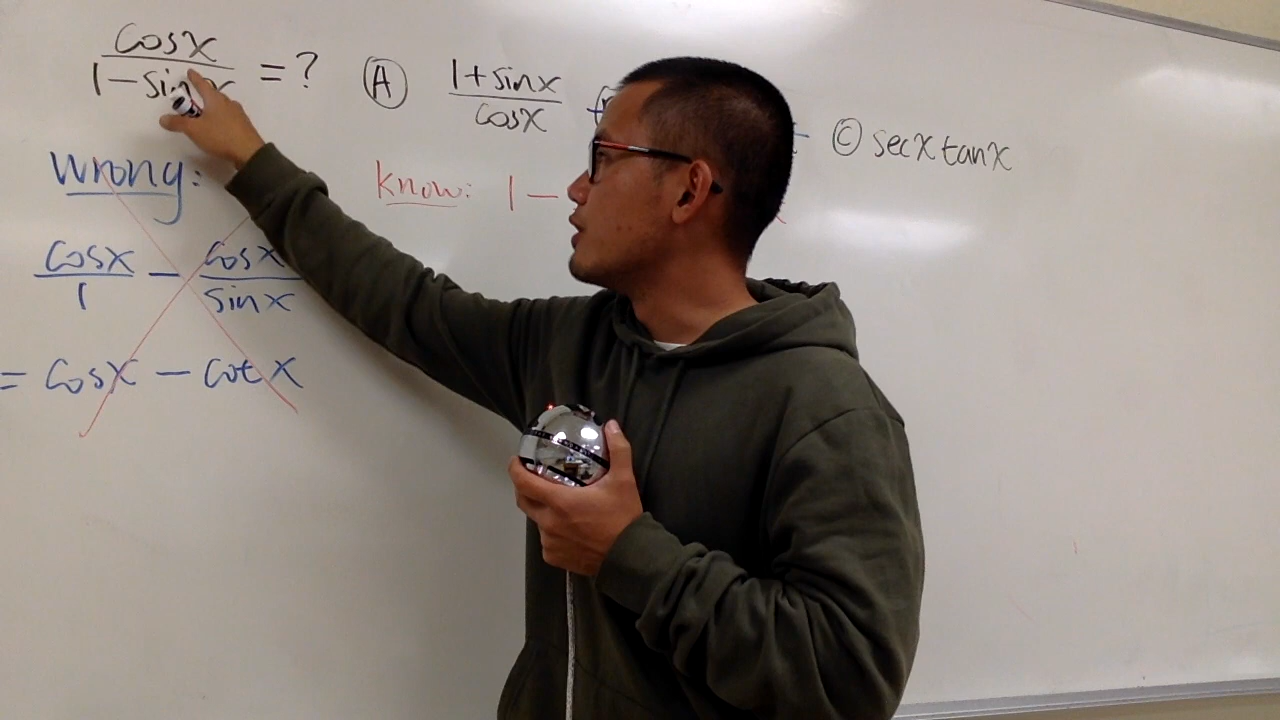 cosx / 1 - sinx = ? Ⓐ 1 + sinx / cosx Ⓒ secx tanx
Wrong: know: 1 -
cosx / 1 - cosx / sinx
= cosx - cotx